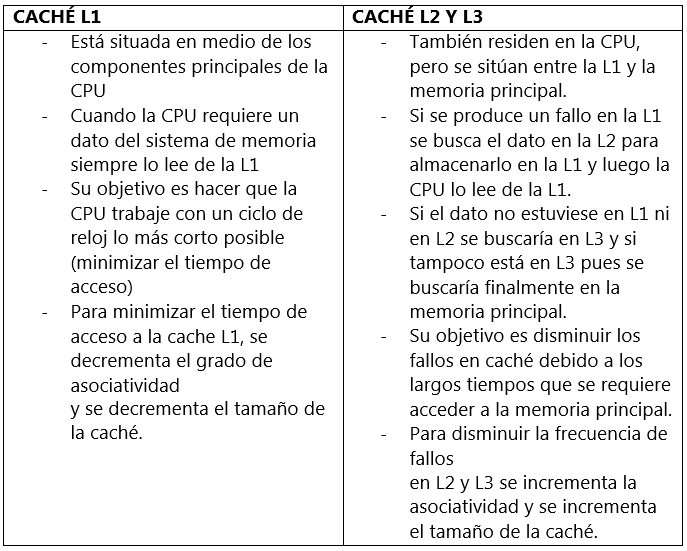 CACHÉ L1
- Está situada en medio de los
componentes principales de la
CPU
- Cuando la CPU requiere un
dato del sistema de memoria
siempre lo lee de la L1
- Su objetivo es hacer que la
CPU trabaje con un ciclo de
reloj lo más corto posible
(minimizar el tiempo de
acceso)
- Para minimizar el tiempo de
acceso a la cache L1, se
decrementa el grado de
asociatividad
y se decrementa el tamaño de
la caché.
CACHÉ L2 Y L3
- También residen en la CPU,
pero se sitúan entre la L1 y la
memoria principal.
- Si se produce un fallo en la L1
se busca el dato en la L2 para
almacenarlo en la L1 y luego la
CPU lo lee de la L1.
- Si el dato no estuviese en L1 ni
en L2 se buscaría en L3 y si
tampoco está en L3 pues se
buscaría finalmente en la
memoria principal.
- Su objetivo es disminuir los
fallos en caché debido a los
largos tiempos que se requiere
acceder a la memoria principal.
- Para disminuir la frecuencia de
fallos
en L2 y L3 se incrementa la
asociatividad y se incrementa
el tamaño de la caché.